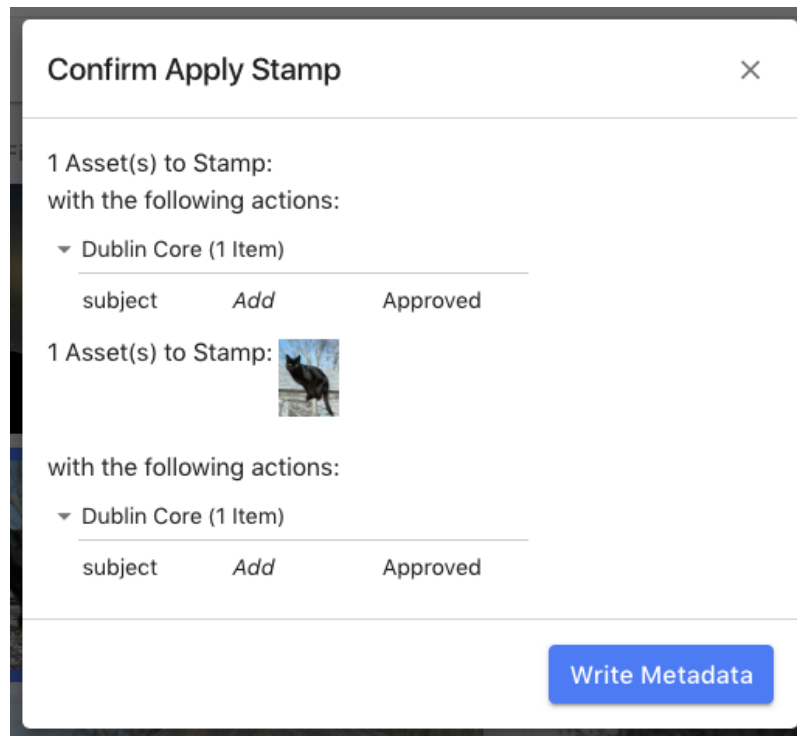 Confirm Apply Stamp
1 Asset(s) to Stamp:
with the following actions:
Dublin Core (1 Item)
subject Add Approved
1 Asset(s) to Stamp:
with the following actions:
Dublin Core (1 Item)
subject Add Approved
Write Metadata